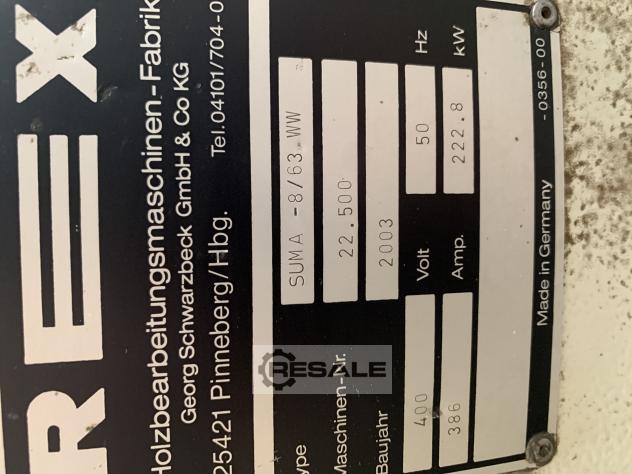 REX
Holzbearbeitungsmaschinen-Fabrik
Georg Schwarzbeck GmbH & Co KG
25421 Pinneberg/Hbg. Tel. 04101/704-0
Type SUMA -8/63 WW
Maschinen-Nr. 22.500
Baujahr 2003
400 Volt 50 Hz
386 Amp. 222.8 kW
Made in Germany -0356-00
RESALE